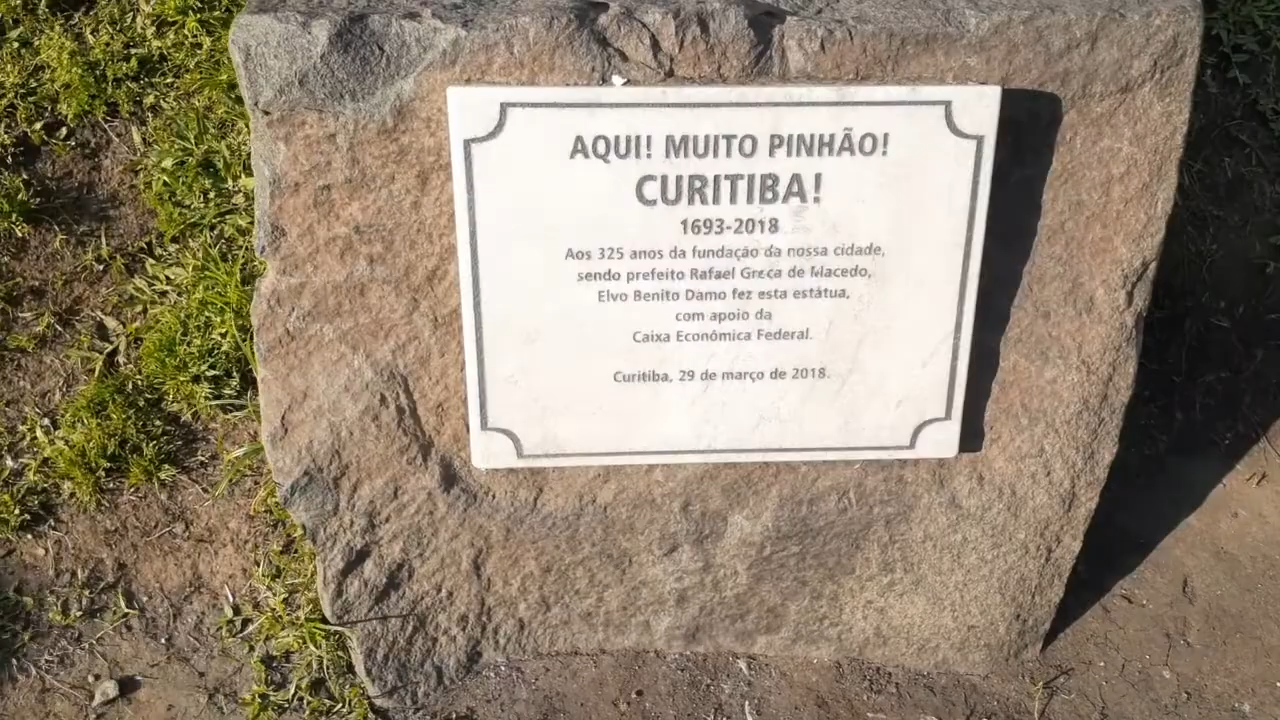 AQUI! MUITO PINHÃO!
CURITIBA!
1693-2018
Aos 325 anos da fundação da nossa cidade,
sendo prefeito Rafael Greca de Macedo,
Elvo Benito Damo fez esta estátua,
com apoio da
Caixa Econômica Federal.
Curitiba, 29 de março de 2018.